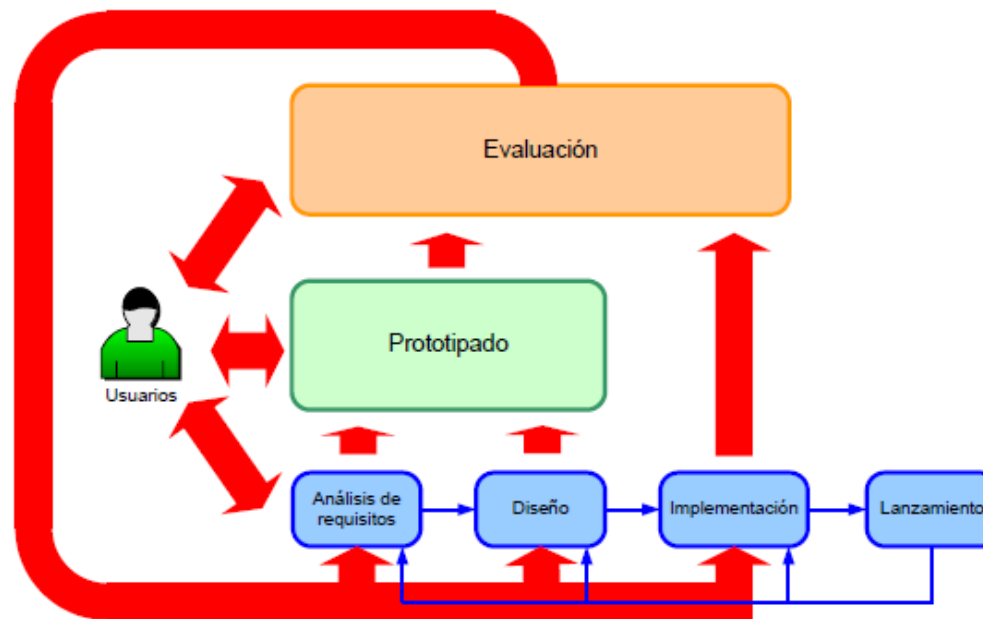 Evaluación
Prototipado
Usuarios
Análisis de
requisitos
Diseño
Implementación
Lanzamiento